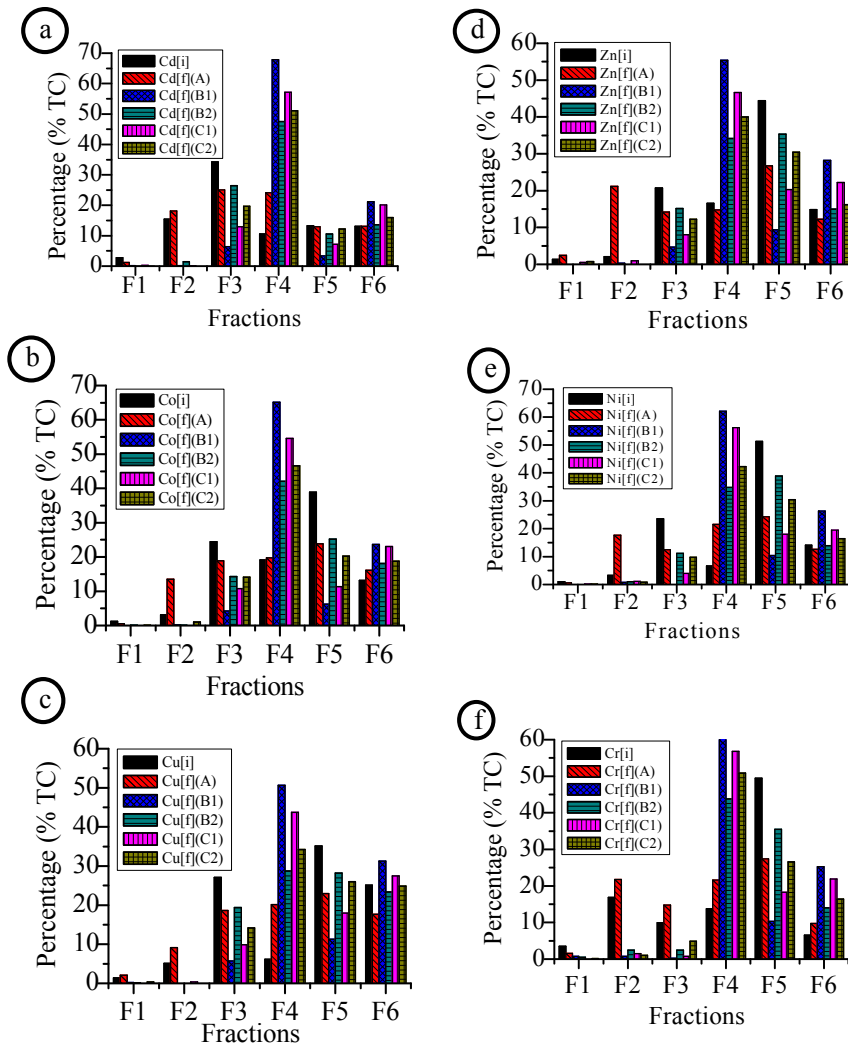 a
Percentage (% TC)
70
60
50
40
30
20
10
0
Cd[i]
Cd[f](A)
Cd[f](B1)
Cd[f](B2)
Cd[f](C1)
Cd[f](C2)
F1 F2 F3 F4 F5 F6
Fractions
d
Percentage (% TC)
60
50
40
30
20
10
0
Zn[i]
Zn[f](A)
Zn[f](B1)
Zn[f](B2)
Zn[f](C1)
Zn[f](C2)
F1 F2 F3 F4 F5 F6
Fractions
b
Percentage (% TC)
70
60
50
40
30
20
10
0
Co[i]
Co[f](A)
Co[f](B1)
Co[f](B2)
Co[f](C1)
Co[f](C2)
F1 F2 F3 F4 F5 F6
Fractions
e
Percentage (% TC)
70
60
50
40
30
20
10
0
Ni[i]
Ni[f](A)
Ni[f](B1)
Ni[f](B2)
Ni[f](C1)
Ni[f](C2)
F1 F2 F3 F4 F5 F6
Fractions
c
Percentage (% TC)
60
50
40
30
20
10
0
Cu[i]
Cu[f](A)
Cu[f](B1)
Cu[f](B2)
Cu[f](C1)
Cu[f](C2)
F1 F2 F3 F4 F5 F6
Fractions
f
Percentage (% TC)
60
50
40
30
20
10
0
Cr[i]
Cr[f](A)
Cr[f](B1)
Cr[f](B2)
Cr[f](C1)
Cr[f](C2)
F1 F2 F3 F4 F5 F6
Fractions